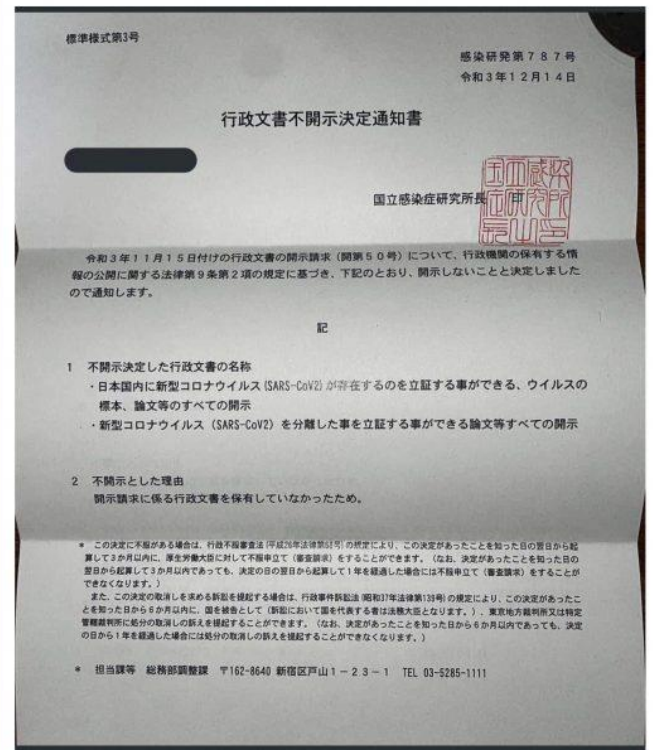 標準様式第3号
感染研発第787号
令和3年12月14日
行政文書不開示決定通知書
国立感染症研究所長 印
令和3年11月15日付けの行政文書の開示請求(開第50号)について、行政機関の保有する情
報の公開に関する法律第9条第2項の規定に基づき、下記のとおり、開示しないことと決定しました
ので通知します。
記
1 不開示決定した行政文書の名称
・日本国内に新型コロナウイルス(SARS-CoV2)が存在するのを立証する事ができる、ウイルスの
標本、論文等のすべての開示
・新型コロナウイルス(SARS-CoV2)を分離した事を立証する事ができる論文等すべての開示
2 不開示とした理由
開示請求に係る行政文書を保有していなかったため。
* この決定に不服がある場合は、行政不服審査法(平成26年法律第68号)の規定により、この決定があったことを知った日の翌日から起
算して3か月以内に、厚生労働大臣に対して不服申立て(審査請求)をすることができます。(なお、決定があったことを知った日の
翌日から起算して3か月以内であっても、決定の日の翌日から起算して1年を経過した場合には不服申立て(審査請求)をすることが
できなくなります。)
また、この決定の取消しを求める訴訟を提起する場合は、行政事件訴訟法(昭和37年法律第139号)の規定により、この決定があったこ
とを知った日から6か月以内に、国を被告として(訴訟において国を代表する者は法務大臣となります。)、東京地方裁判所又は特定
管轄裁判所に処分の取消しの訴えを提起することができます。(なお、決定があったことを知った日から6か月以内であっても、決定
の日から1年を経過した場合には処分の取消しの訴えを提起することができなくなります。)
* 担当課等 総務部調整課 〒162-8640 新宿区戸山1-23-1 TEL 03-5285-1111